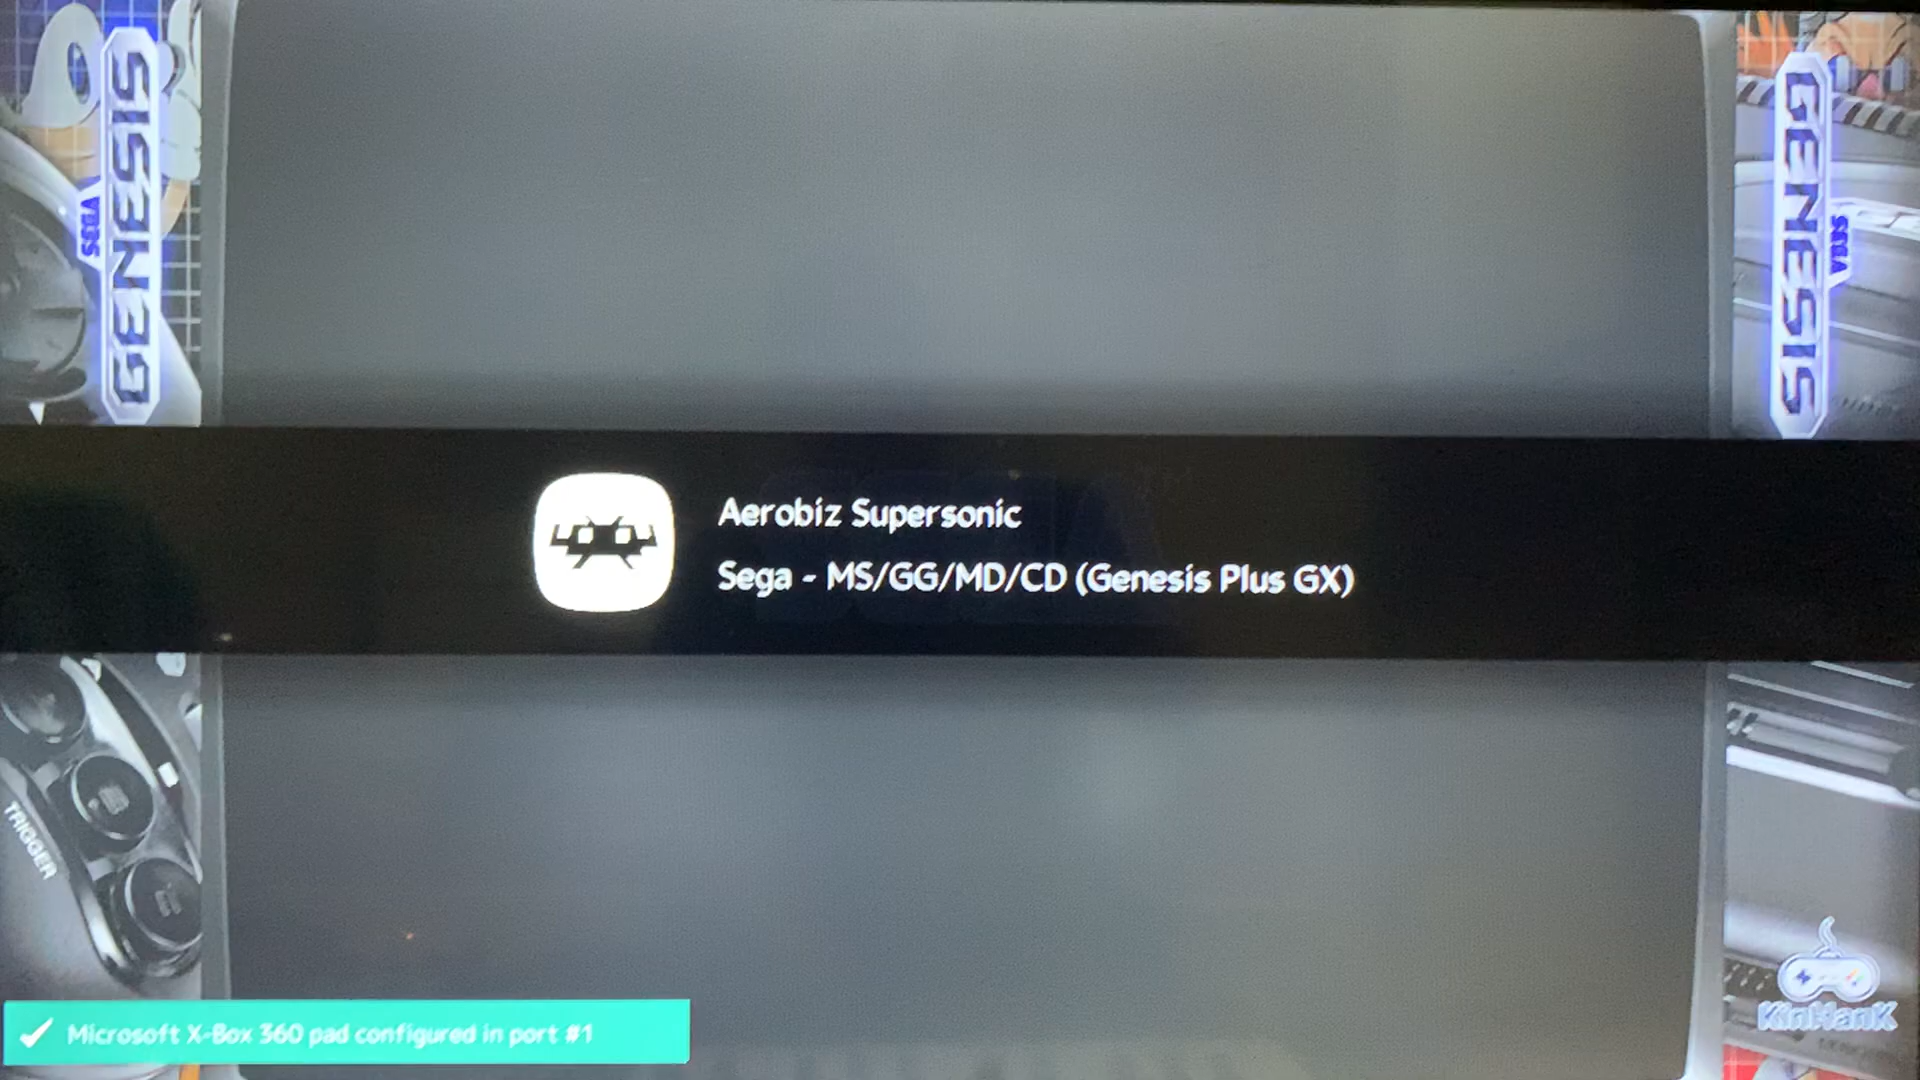 SEGA
GENESIS
GENESIS
SEGA
Aerobiz Supersonic
Sega - MS/GG/MD/CD (Genesis Plus GX)
TRIGGER
KinHanK
Microsoft X-Box 360 pad configured in port #1